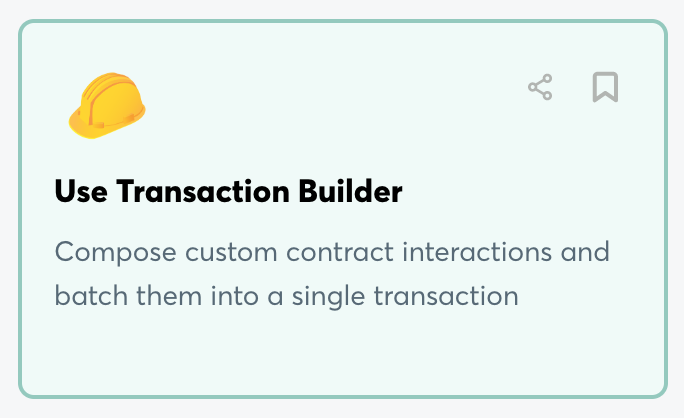 Use Transaction Builder
Compose custom contract interactions and
batch them into a single transaction